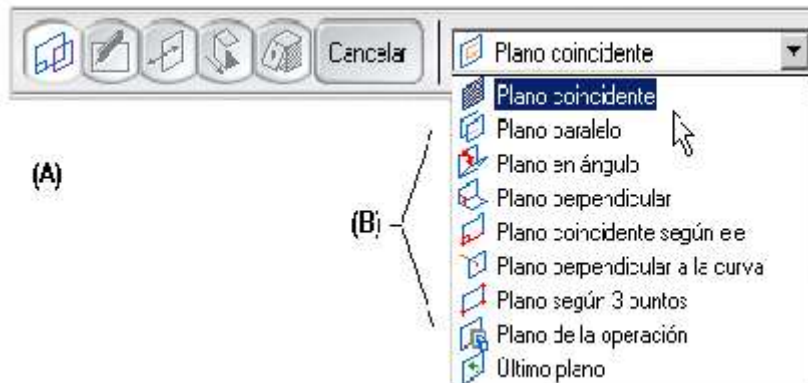 Cancelar
Plano coincidente
Plano coincidente
Plano paralelo
(A)
Plano en ángulo
Plano perpendicular
(B)
Plano coincidente según eje
Plano perpendicular a la curva
Plano según 3 puntos
Plano de la operación
Último plano